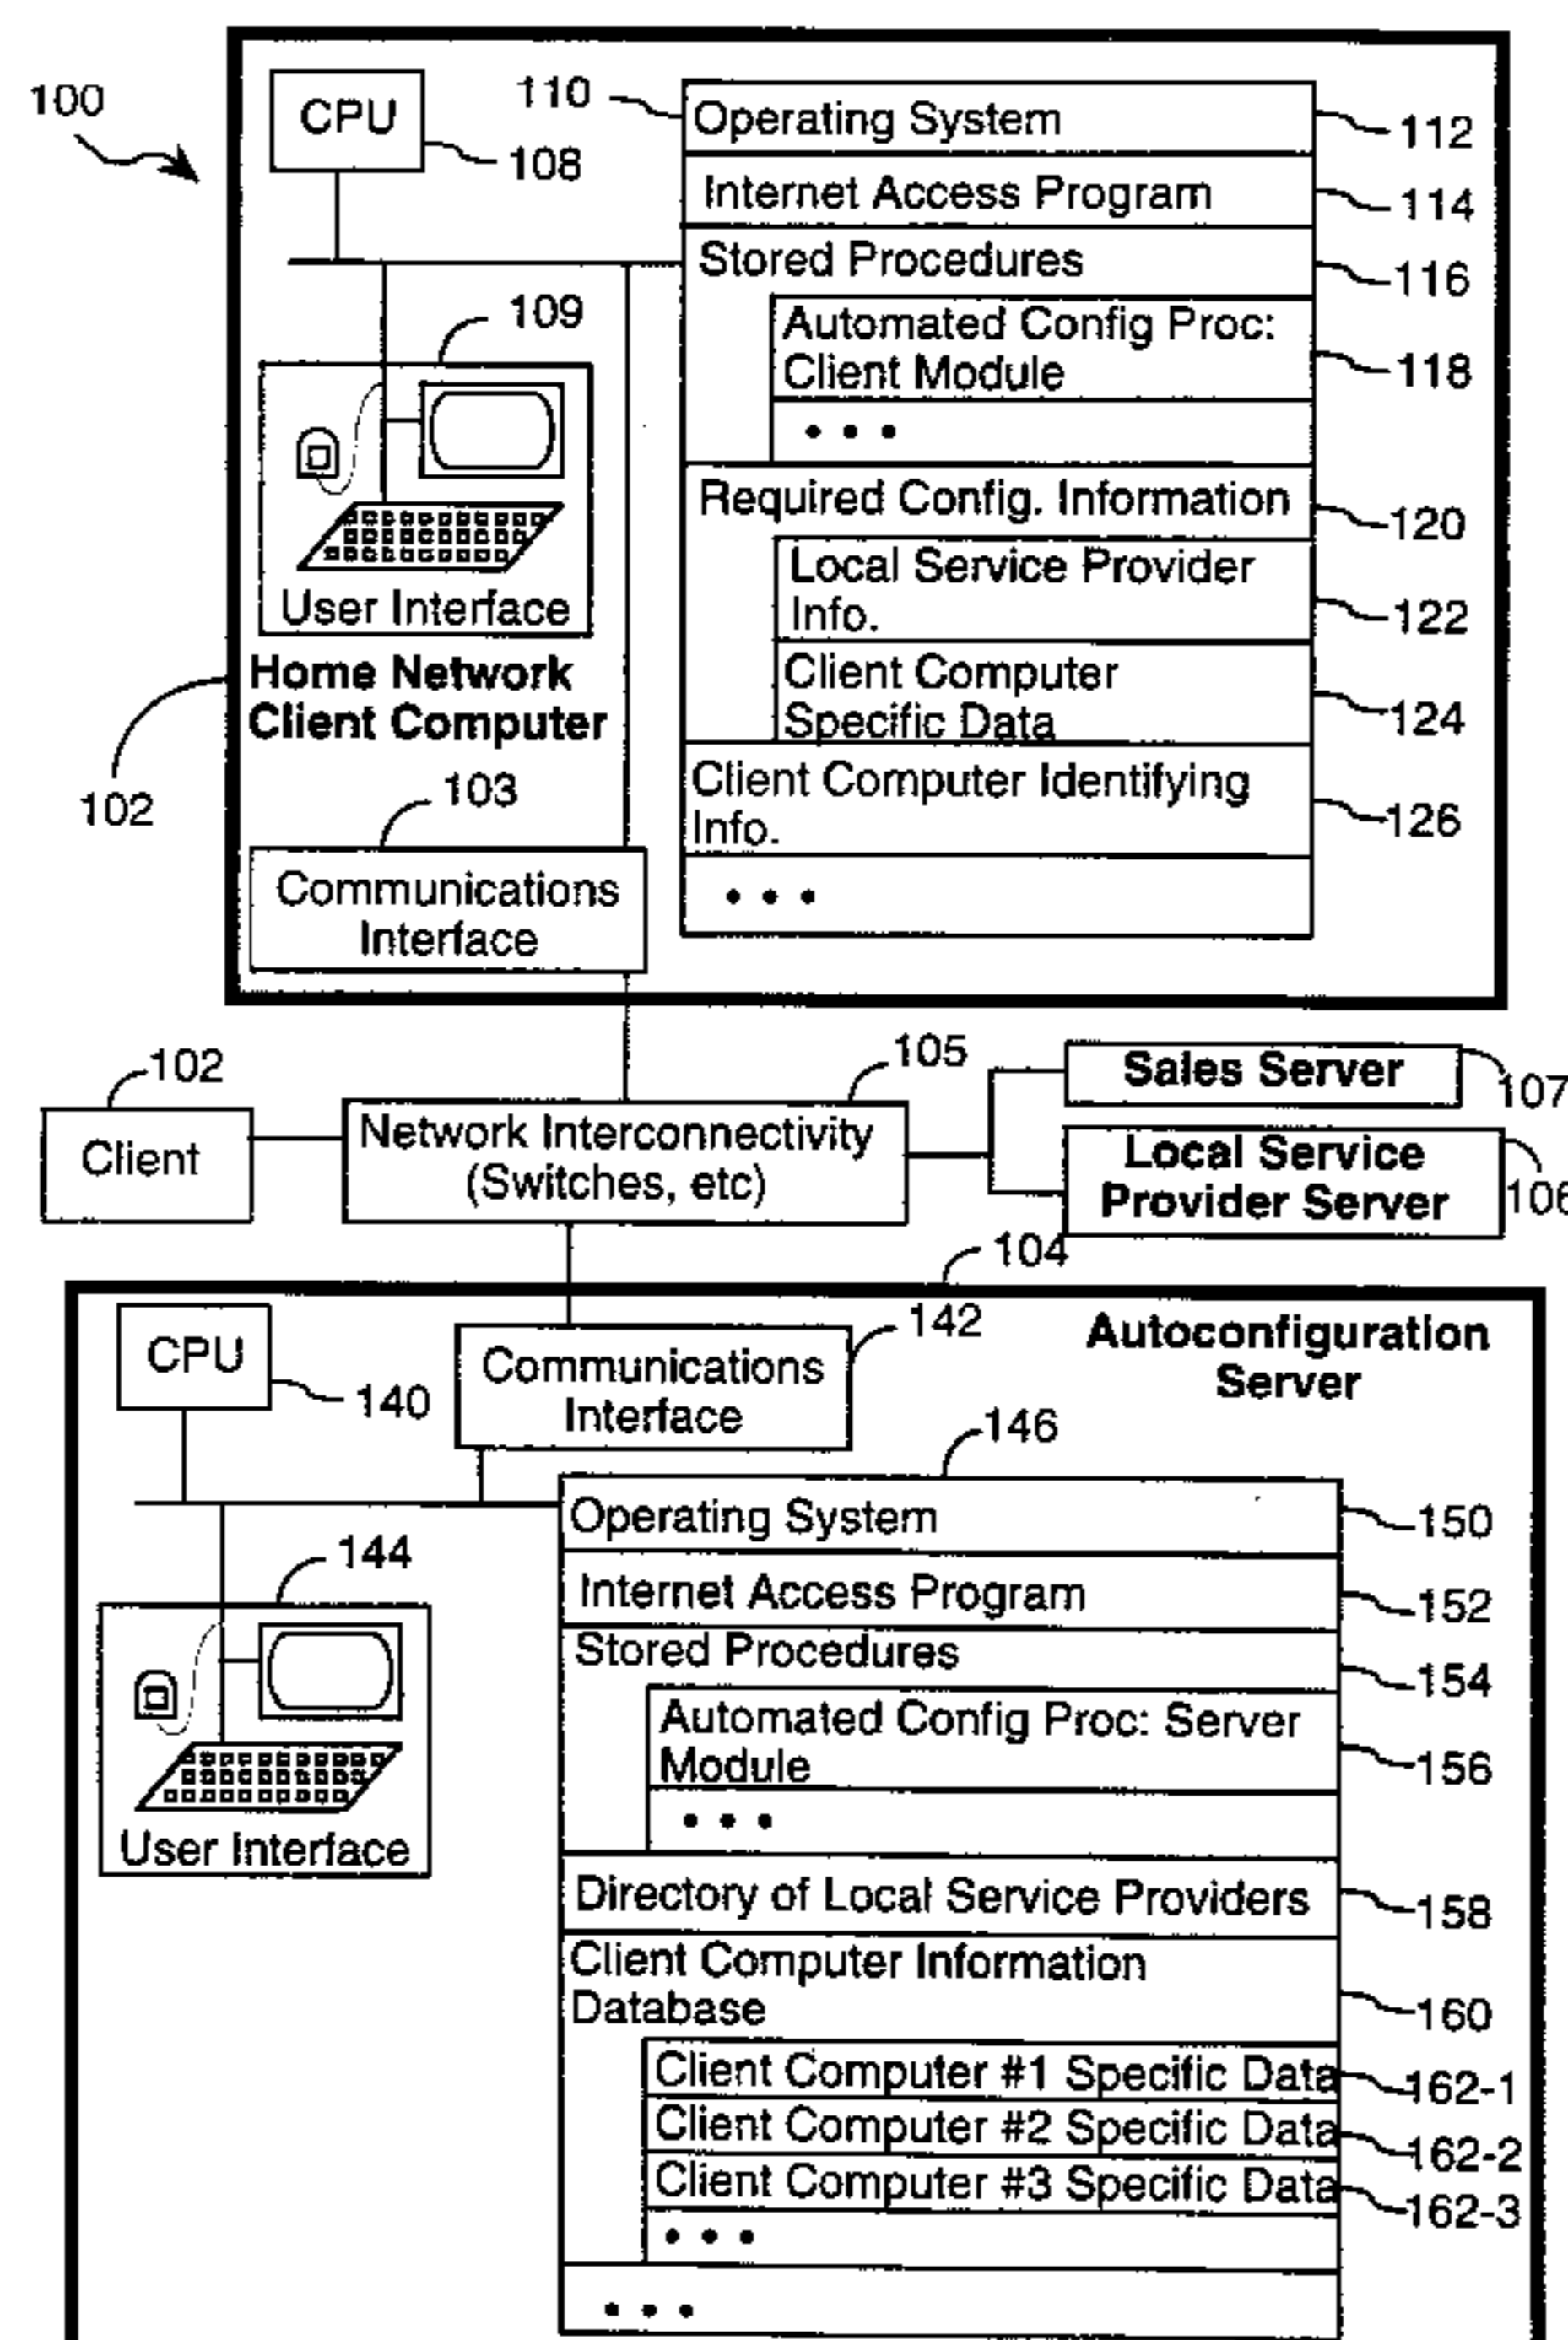 100
CPU
108
110
Operating System
112
Internet Access Program
114
Stored Procedures
116
Automated Config Proc:
Client Module
118
• • •
109
User Interface
Required Config. Information
120
Local Service Provider
Info.
122
Client Computer
Specific Data
124
Home Network
Client Computer
102
Client Computer Identifying
Info.
126
• • •
103
Communications
Interface
102
Client
105
Network Interconnectivity
(Switches, etc)
Sales Server
107
Local Service
Provider Server
106
104
Autoconfiguration
Server
CPU
140
142
Communications
Interface
146
Operating System
150
144
User Interface
Internet Access Program
152
Stored Procedures
154
Automated Config Proc: Server
Module
156
• • •
Directory of Local Service Providers
158
Client Computer Information
Database
160
Client Computer #1 Specific Data
162-1
Client Computer #2 Specific Data
162-2
Client Computer #3 Specific Data
162-3
• • •
• • •